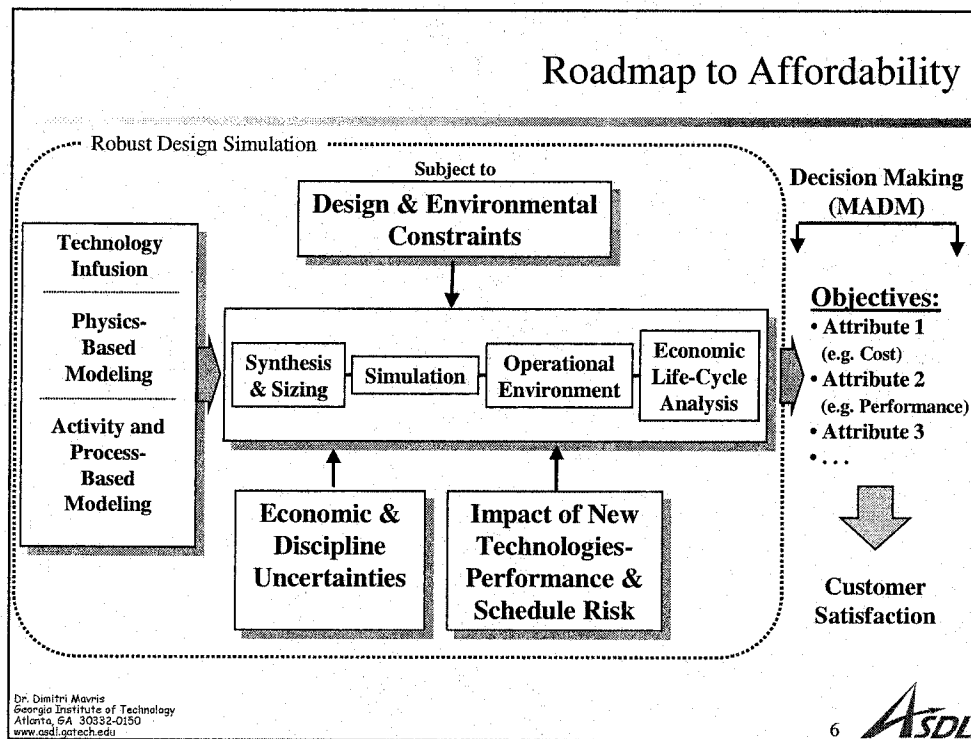 Roadmap to Affordability
Robust Design Simulation
Subject to
Design & Environmental
Constraints
Technology
Infusion
Physics-
Based
Modeling
Activity and
Process-
Based
Modeling
Synthesis
& Sizing
Simulation
Operational
Environment
Economic
Life-Cycle
Analysis
Economic &
Discipline
Uncertainties
Impact of New
Technologies-
Performance &
Schedule Risk
Decision Making
(MADM)
Objectives:
• Attribute 1
(e.g. Cost)
• Attribute 2
(e.g. Performance)
• Attribute 3
• . . .
Customer
Satisfaction
Dr. Dimitri Mavris
Georgia Institute of Technology
Atlanta, GA 30332-0150
www.asdl.gatech.edu
6
ASDL